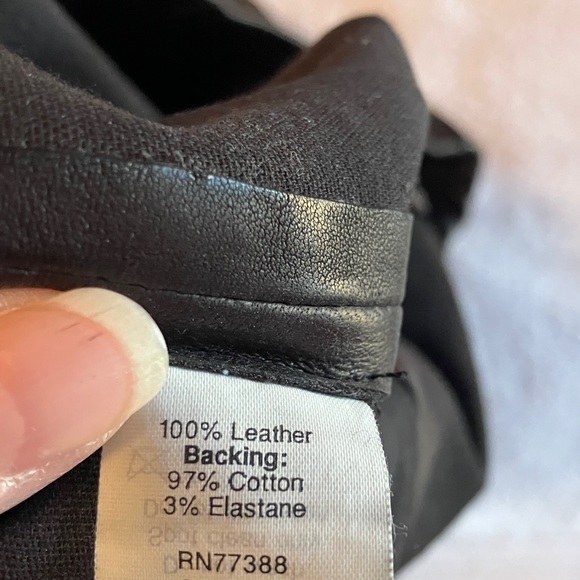 100% Leather
Backing:
97% Cotton
3% Elastane
RN77388